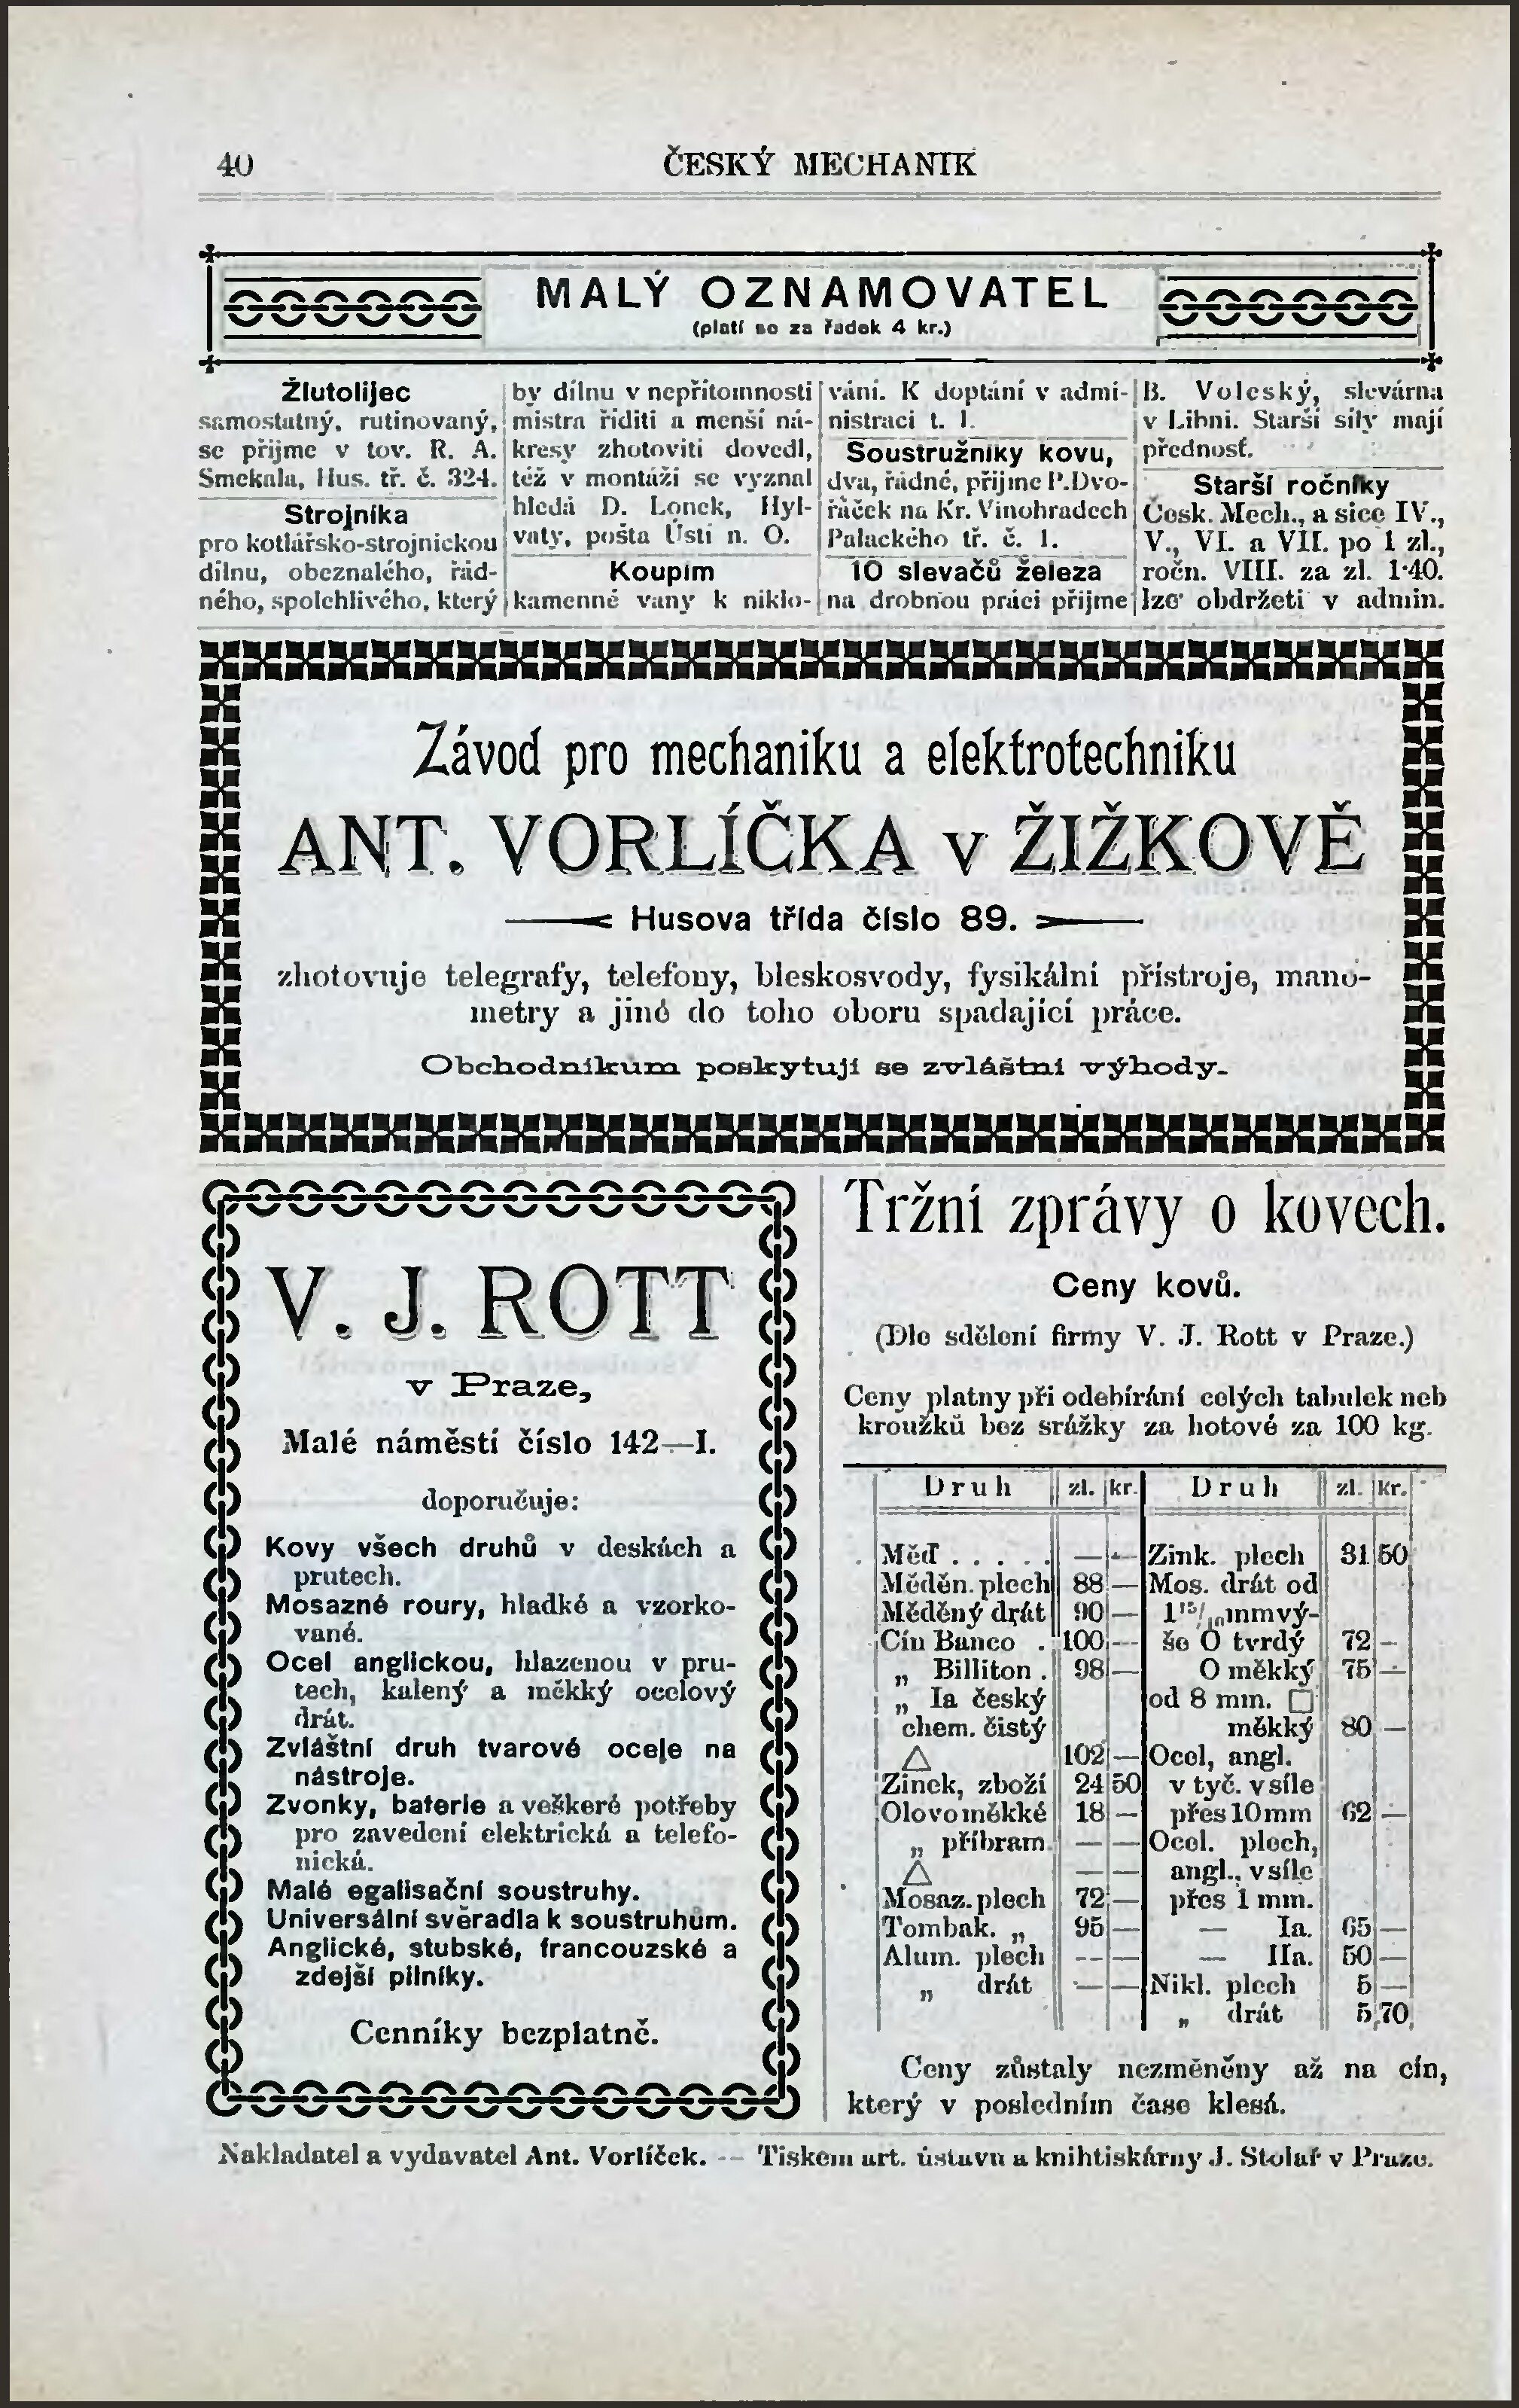 40
ČESKÝ MECHANIK
MALÝ OZNAMOVATEL
(platí se za řádek 4 kr.)
Žlutolijec
samostatný, rutinovaný,
se přijme v tov. R. A.
Smekala, Hus. tř. č. 324.
Strojníka
pro kotlářsko-strojnickou
dílnu, obeznalého, řád-
ného, spolehlivého, který
by dílnu v nepřítomnosti
mistra říditi a menší ná-
kresy zhotoviti dovedl,
též v montáži se vyznal
hledá D. Lonek, Hyl-
vaty, pošta Ústí n. O.
Koupím
kamenné vany k niklo-
vání. K doptání v admi-
nistraci t. l.
Soustružníky kovu,
dva, řádné, přijme P. Dvo-
řáček na Kr. Vinohradech
Palackého tř. č. 1.
10 slevačů železa
na drobnou práci přijme
B. Voleský, slevárna
v Libni. Starší síly mají
přednosť.
Starší ročníky
Česk. Mech., a sice IV.,
V., VI. a VII. po 1 zl.,
ročn. VIII. za zl. 1·40.
lze obdržeti v admin.
Závod pro mechaniku a elektrotechniku
ANT. VORLÍČKA v ŽIŽKOVĚ
Husova třída číslo 89.
zhotovuje telegrafy, telefony, bleskosvody, fysikální přístroje, mano-
metry a jiné do toho oboru spadající práce.
Obchodníkům poskytují se zvláštní výhody.
V. J. ROTT
v Praze,
Malé náměstí číslo 142—I.
doporučuje:
Kovy všech druhů v deskách a
prutech.
Mosazné roury, hladké a vzorko-
vané.
Ocel anglickou, hlazenou v pru-
tech, kalený a měkký ocelový
drát.
Zvláštní druh tvarové ocele na
nástroje.
Zvonky, baterie a veškeré potřeby
pro zavedení elektrická a telefo-
nická.
Malé egalisační soustruhy.
Universální svěradla k soustruhům.
Anglické, stubské, francouzské a
zdejší pilníky.
Cenníky bezplatně.
Tržní zprávy o kovech.
Ceny kovů.
(Dle sdělení firmy V. J. Rott v Praze.)
Ceny platny při odebírání celých tabulek neb
kroužků bez srážky za hotové za 100 kg.
Druh zl. kr.
Měď . . . . . — —
Měděn. plech 88 —
Měděný drát 90 —
Cín Banco . 100 —
„ Billiton . 98 —
„ Ia český
chem. čistý
△ 102 —
Zinek, zboží 24 50
Olovo měkké 18 —
„ příbram. — —
△ — —
Mosaz. plech 72 —
Tombak. „ 95 —
Alum. plech — —
„ drát — —
Druh zl. kr.
Zink. plech 31 50
Mos. drát od
1¹⁵/₁₀ mm vý-
še O tvrdý 72 —
O měkký 75 —
od 8 mm. □
měkký 80 —
Ocel, angl.
v tyč. v síle
přes 10 mm 62 —
Ocel. plech,
angl., v síle
přes 1 mm.
— Ia. 65 —
— IIa. 50 —
Nikl. plech 5 —
„ drát 5 70
Ceny zůstaly nezměněny až na cín,
který v posledním čase klesá.
Nakladatel a vydavatel Ant. Vorlíček. — Tiskem art. ústavu a knihtiskárny J. Stolař v Praze.